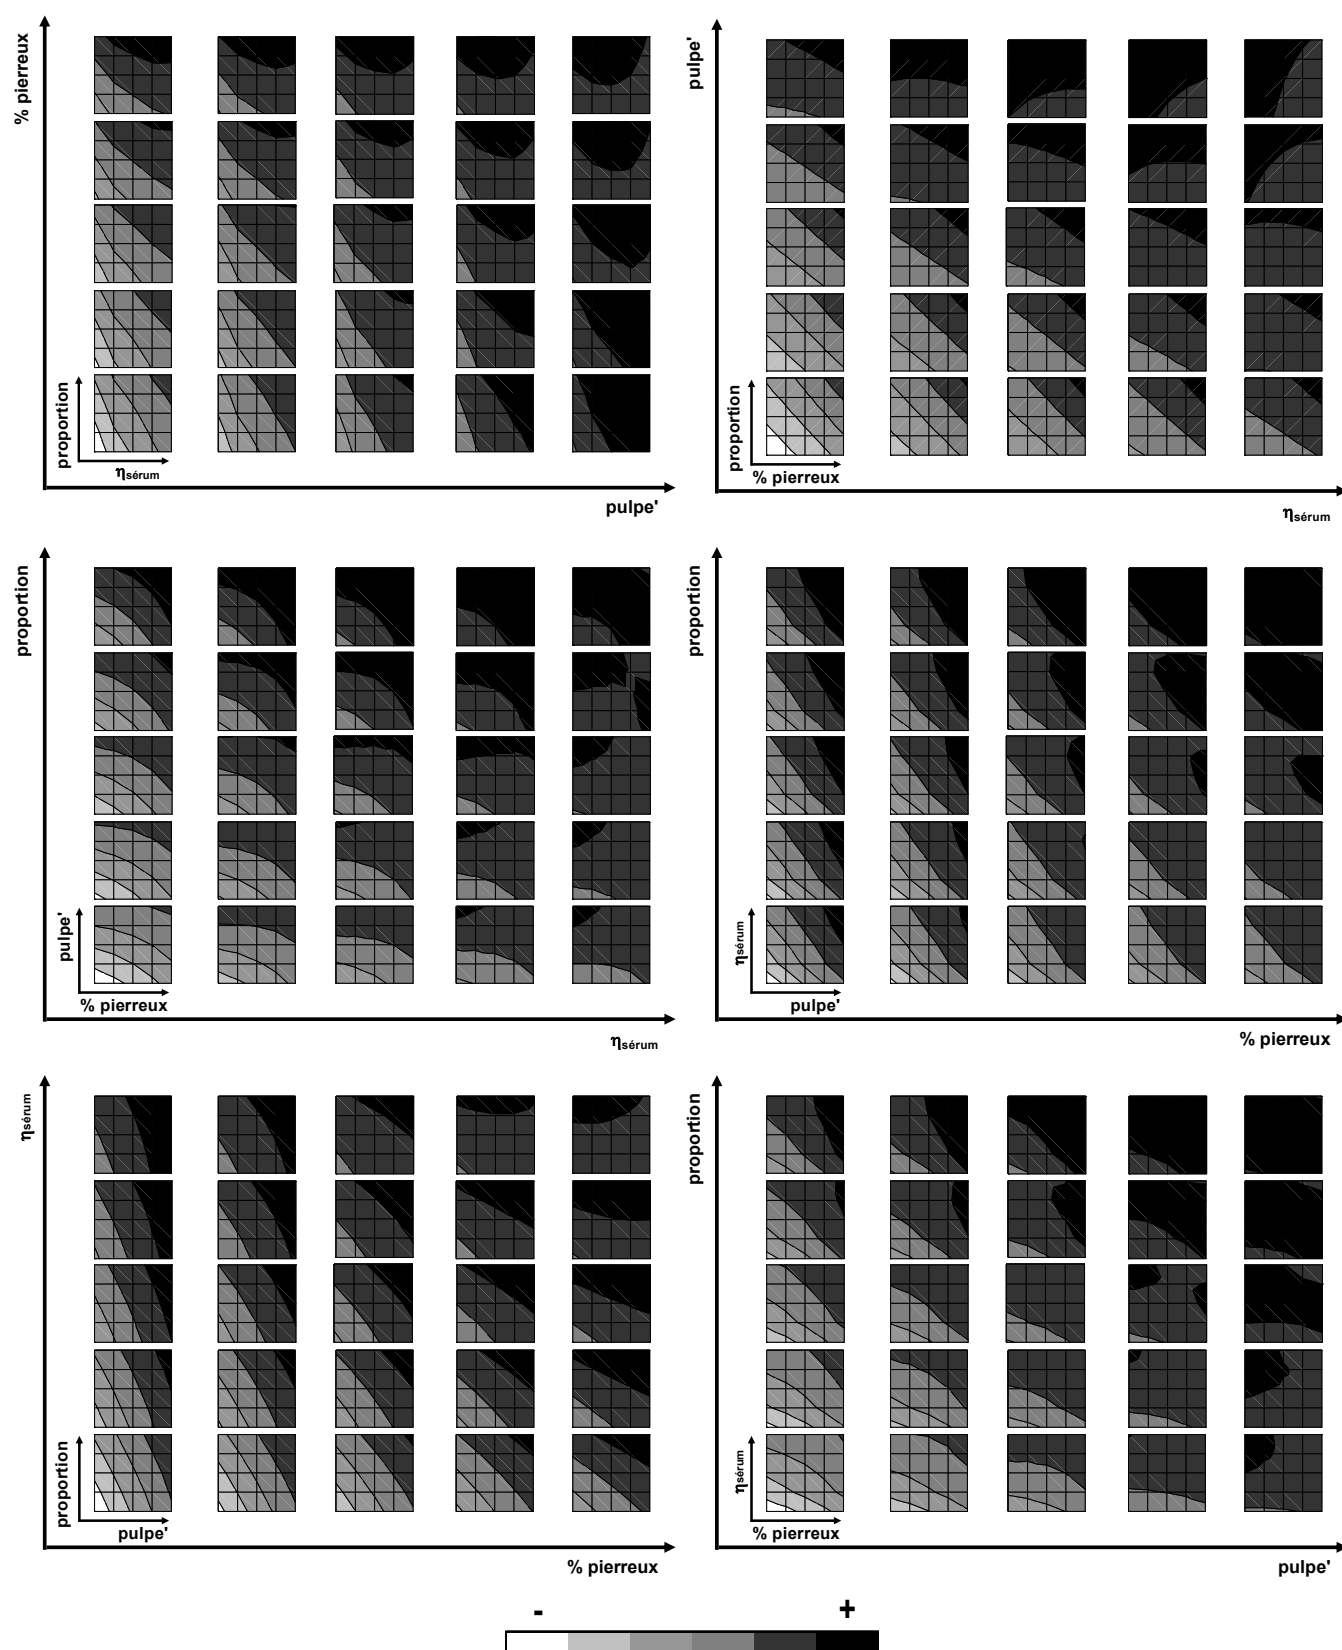 % pierreux
proportion
ηsérum
pulpe'
pulpe'
proportion
% pierreux
ηsérum
proportion
pulpe'
% pierreux
ηsérum
proportion
ηsérum
pulpe'
% pierreux
ηsérum
proportion
pulpe'
% pierreux
proportion
ηsérum
% pierreux
pulpe'
- +